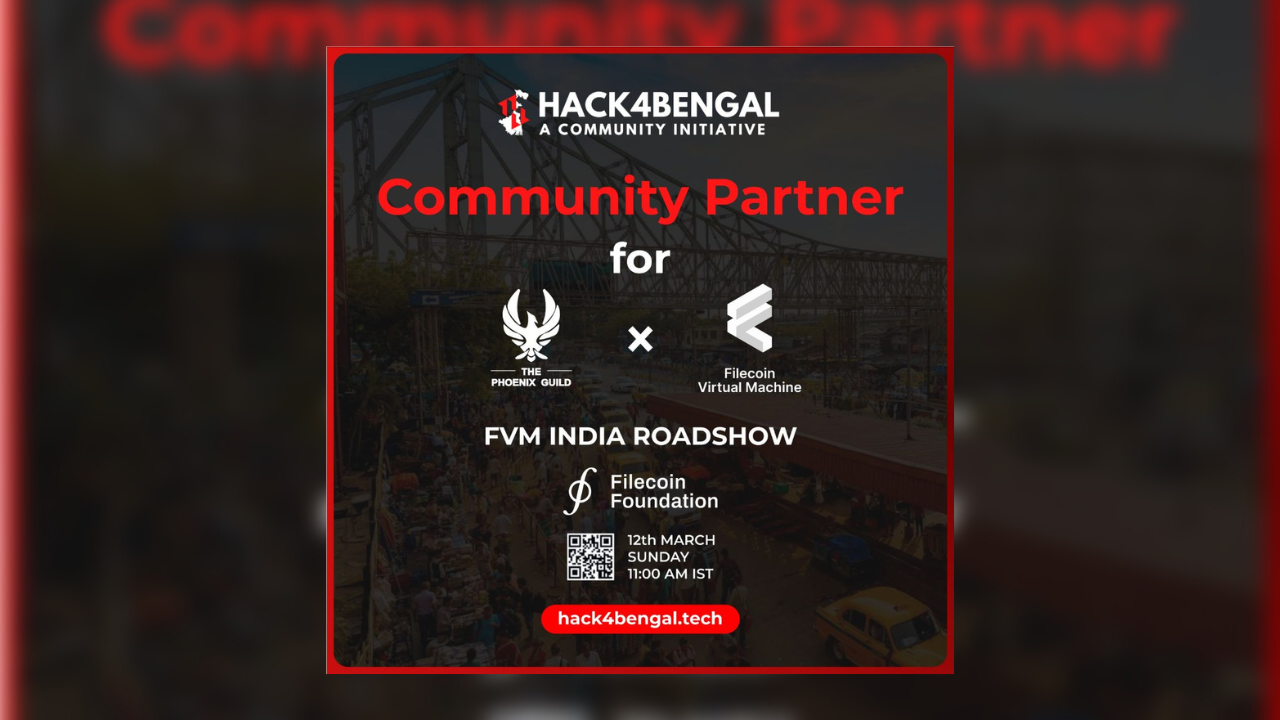 Community Partner
HACK4BENGAL
A COMMUNITY INITIATIVE
Community Partner
for
THE
PHOENIX GUILD
×
Filecoin
Virtual Machine
FVM INDIA ROADSHOW
Filecoin
Foundation
12th MARCH
SUNDAY
11:00 AM IST
hack4bengal.tech